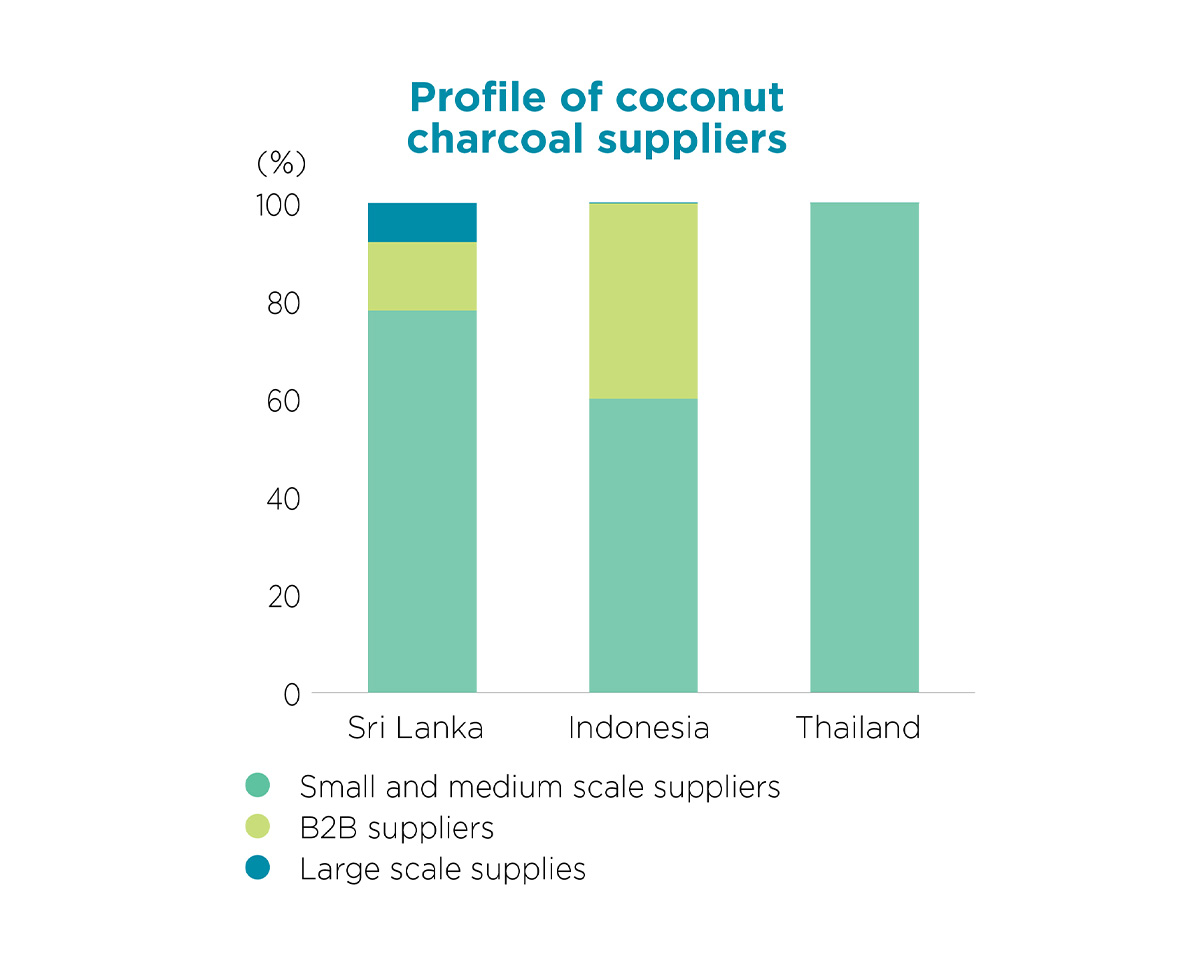 Profile of coconut
charcoal suppliers
(%)
100
80
60
40
20
0
Sri Lanka Indonesia Thailand
Small and medium scale suppliers
B2B suppliers
Large scale supplies